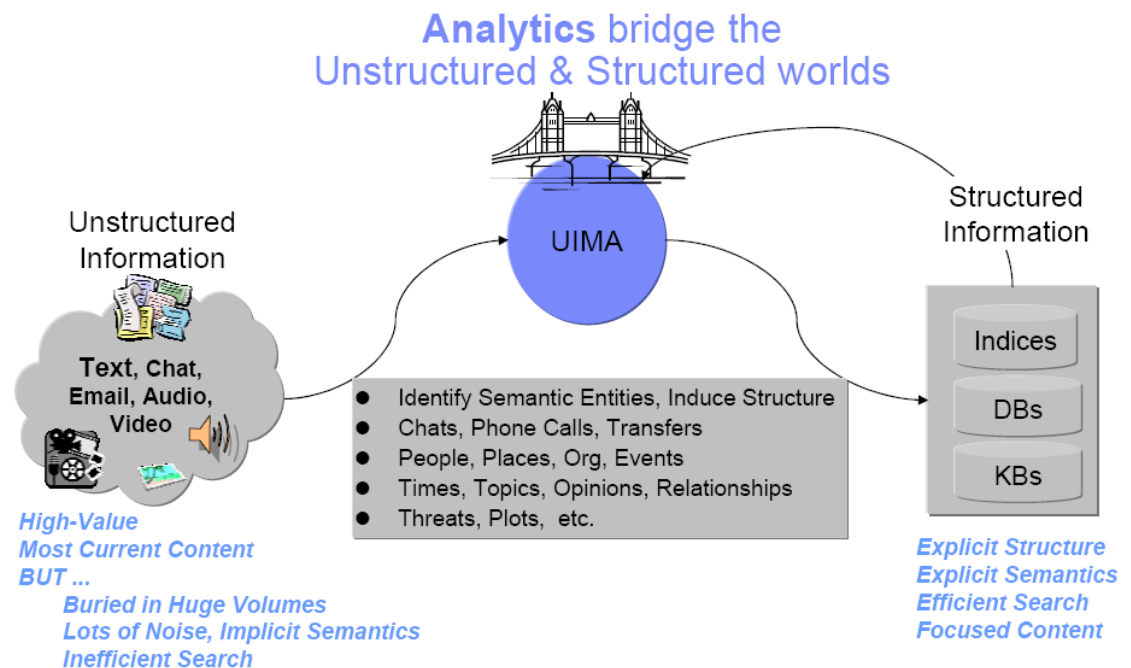 Analytics bridge the
Unstructured & Structured worlds
Unstructured
Information
Text, Chat,
Email, Audio,
Video
High-Value
Most Current Content
BUT ...
Buried in Huge Volumes
Lots of Noise, Implicit Semantics
Inefficient Search
UIMA
● Identify Semantic Entities, Induce Structure
● Chats, Phone Calls, Transfers
● People, Places, Org, Events
● Times, Topics, Opinions, Relationships
● Threats, Plots, etc.
Structured
Information
Indices
DBs
KBs
Explicit Structure
Explicit Semantics
Efficient Search
Focused Content